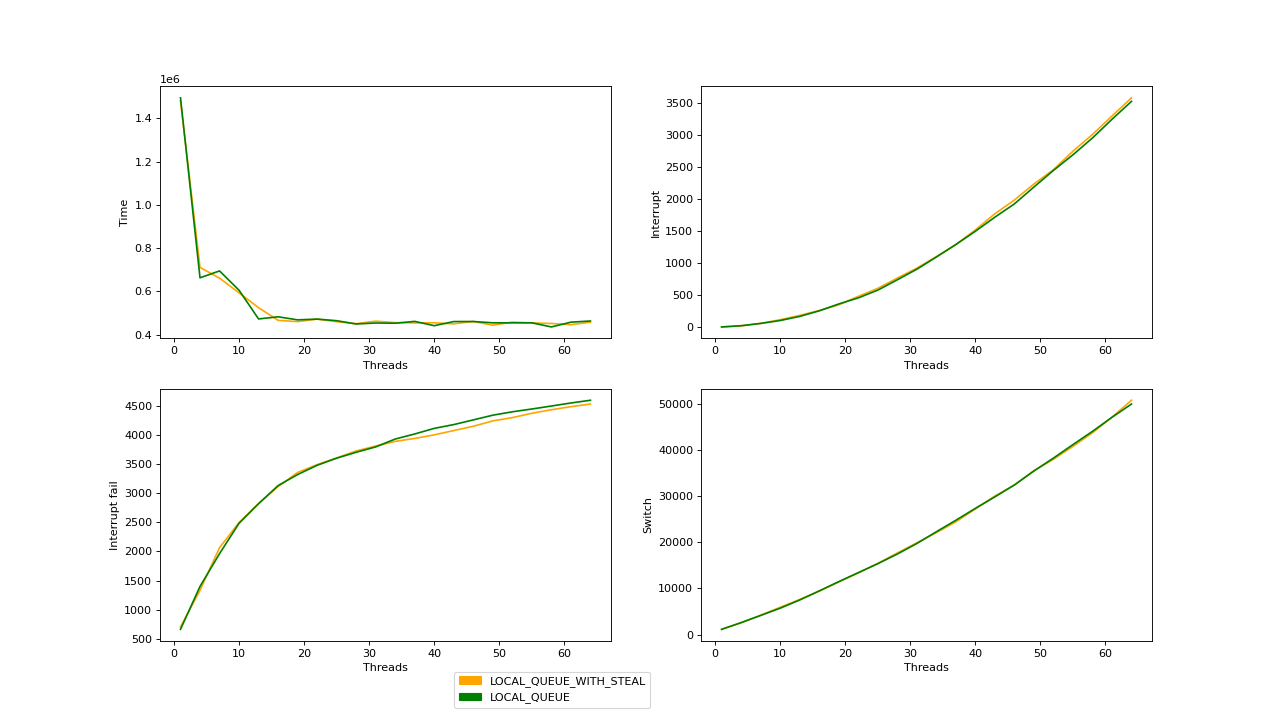 1e6
1.4
1.2
1.0
0.8
0.6
0.4
Time
0 10 20 30 40 50 60
Threads
3500
3000
2500
2000
1500
1000
500
0
Interrupt
0 10 20 30 40 50 60
Threads
4500
4000
3500
3000
2500
2000
1500
1000
500
Interrupt fail
0 10 20 30 40 50 60
Threads
50000
40000
30000
20000
10000
0
Switch
0 10 20 30 40 50 60
Threads
LOCAL_QUEUE_WITH_STEAL
LOCAL_QUEUE